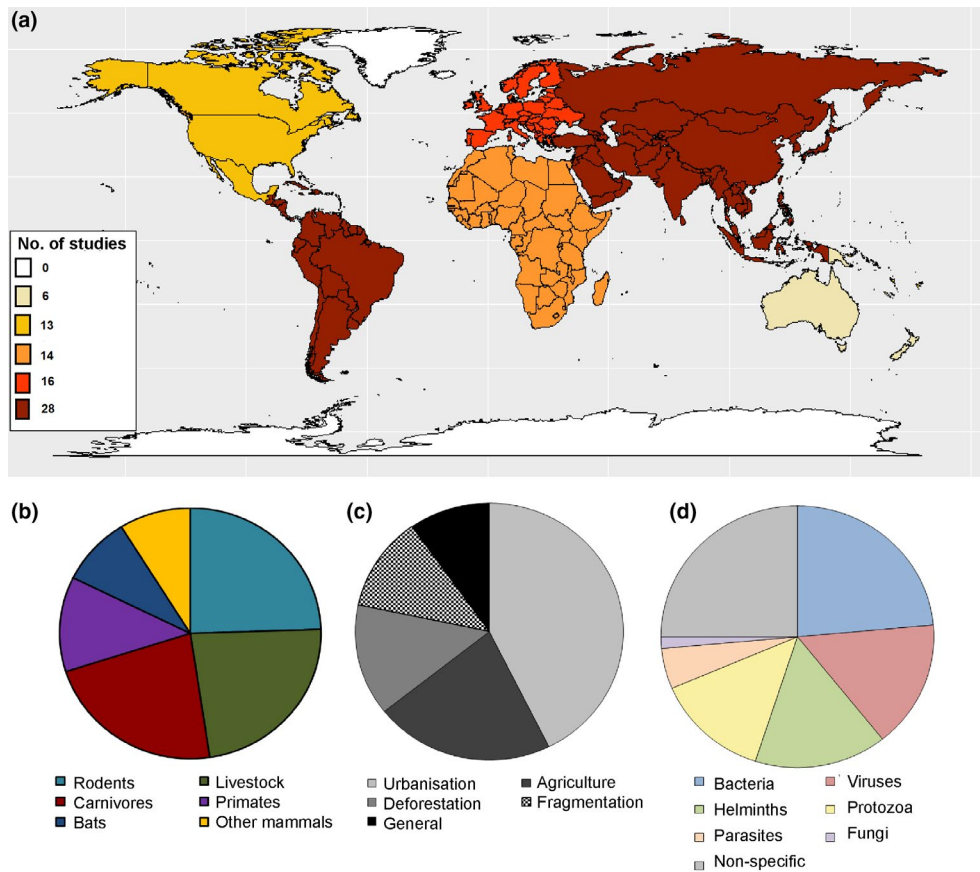 (a)
No. of studies
0
6
13
14
16
28
(b)
(c)
(d)
Rodents
Livestock
Carnivores
Primates
Bats
Other mammals
Urbanisation
Agriculture
Deforestation
Fragmentation
General
Bacteria
Viruses
Helminths
Protozoa
Parasites
Fungi
Non-specific